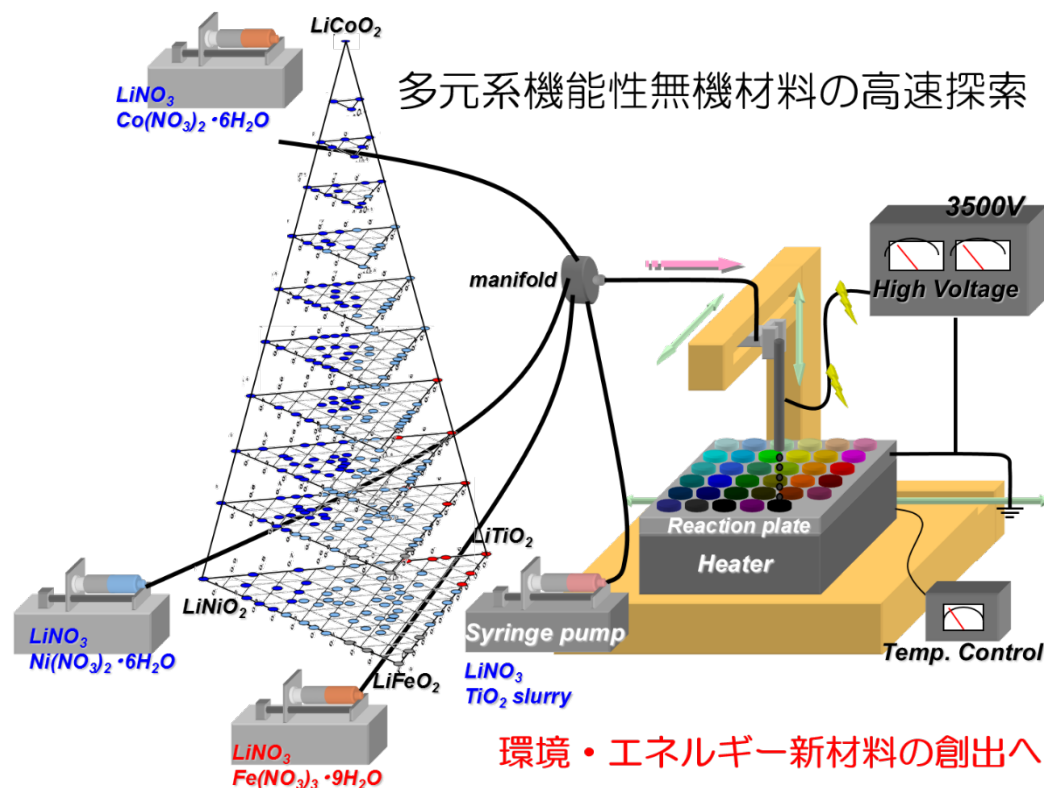 LiCoO₂
LiNO₃
Co(NO₃)₂・6H₂O
多元系機能性無機材料の高速探索
3500V
High Voltage
manifold
Reaction plate
Heater
LiTiO₂
LiNiO₂
LiFeO₂
Syringe pump
Temp. Control
LiNO₃
Ni(NO₃)₂・6H₂O
LiNO₃
TiO₂ slurry
LiNO₃
Fe(NO₃)₃・9H₂O
環境・エネルギー新材料の創出へ